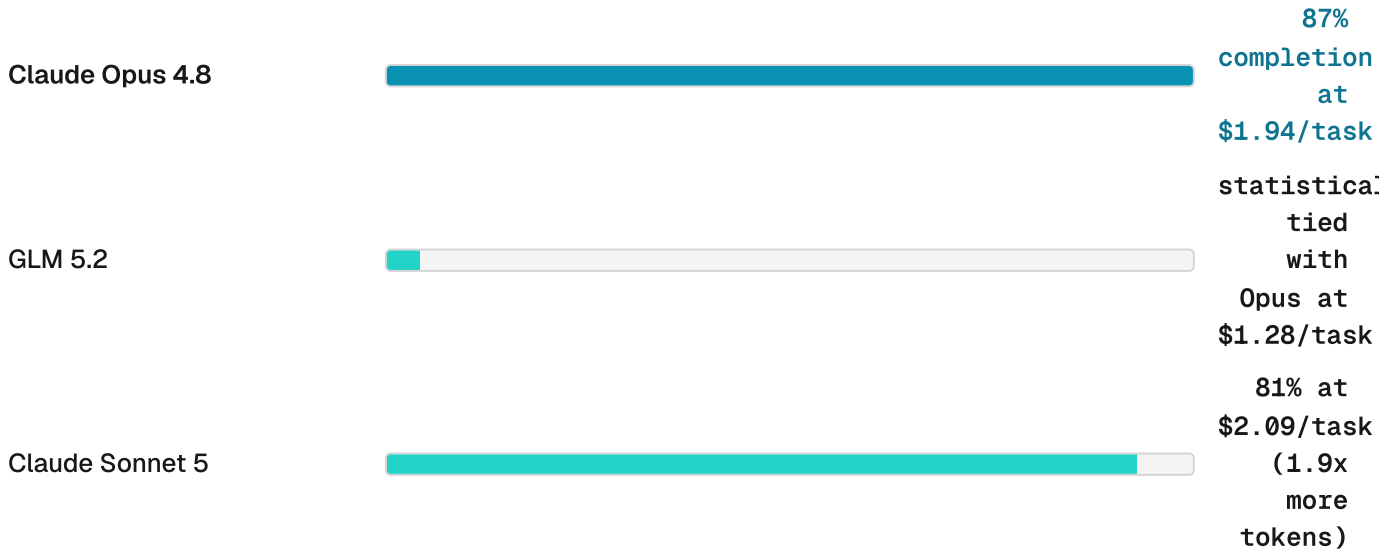 Claude Opus 4.8
87%
completion
at
$1.94/task
GLM 5.2
statistical
tied
with
Opus at
$1.28/task
Claude Sonnet 5
81% at
$2.09/task
(1.9x
more
tokens)